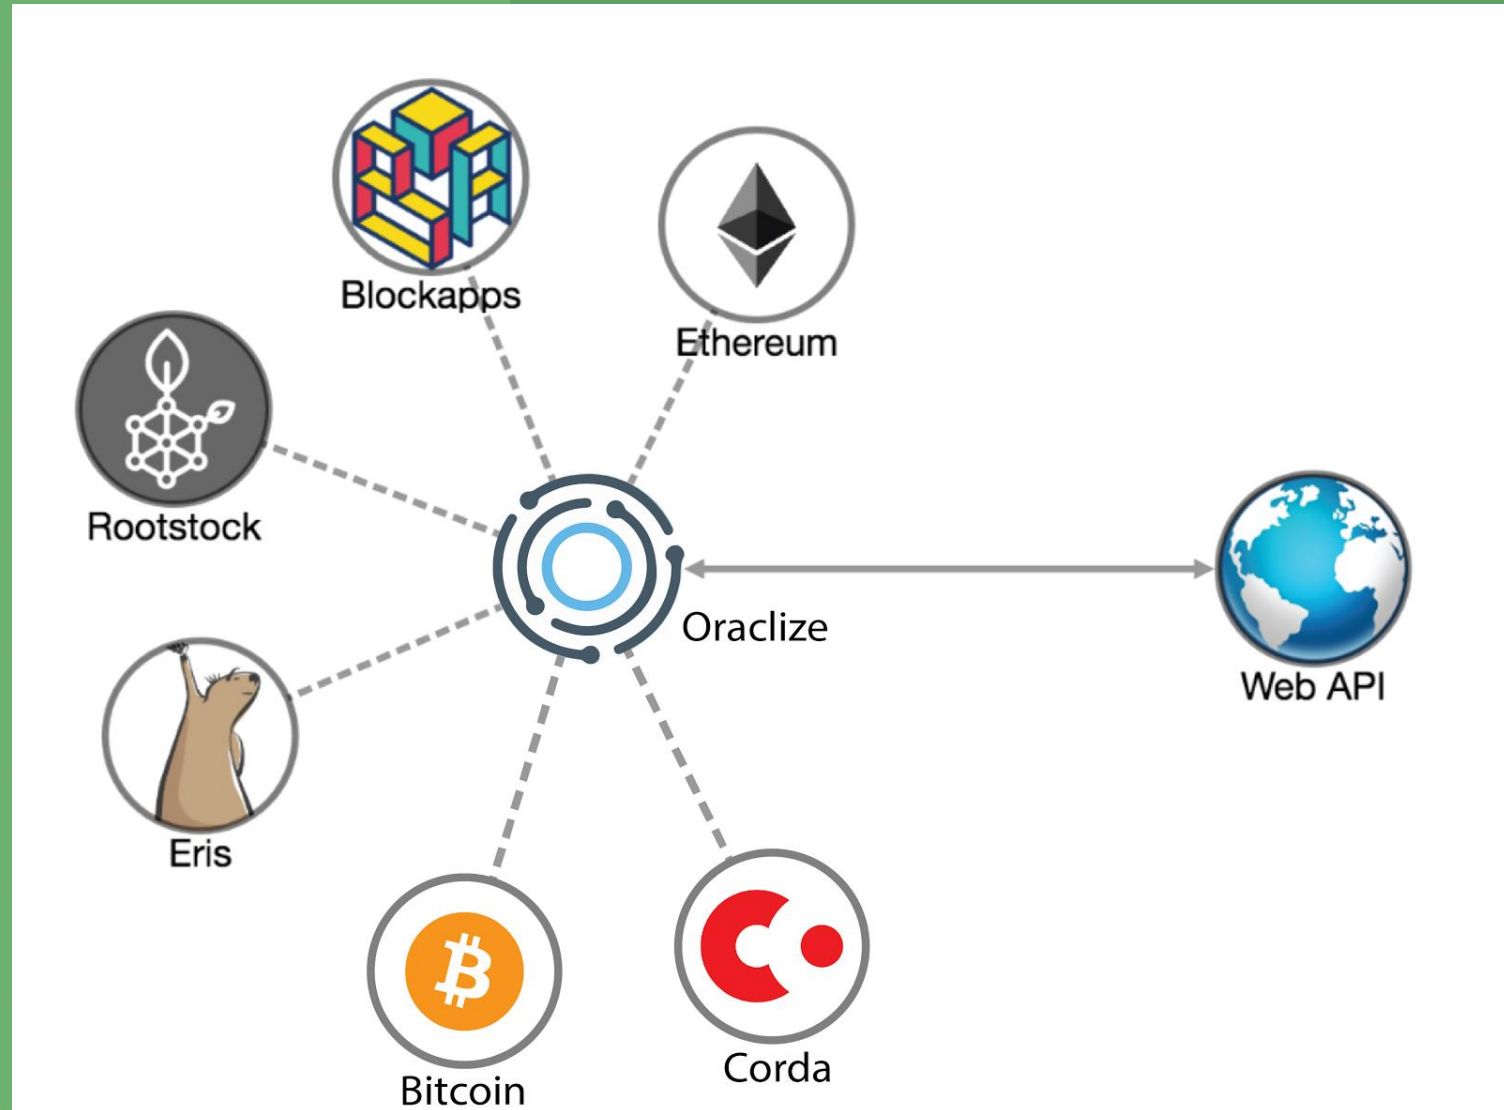 Blockapps
Ethereum
Rootstock
Oraclize
Web API
Eris
Bitcoin
Corda